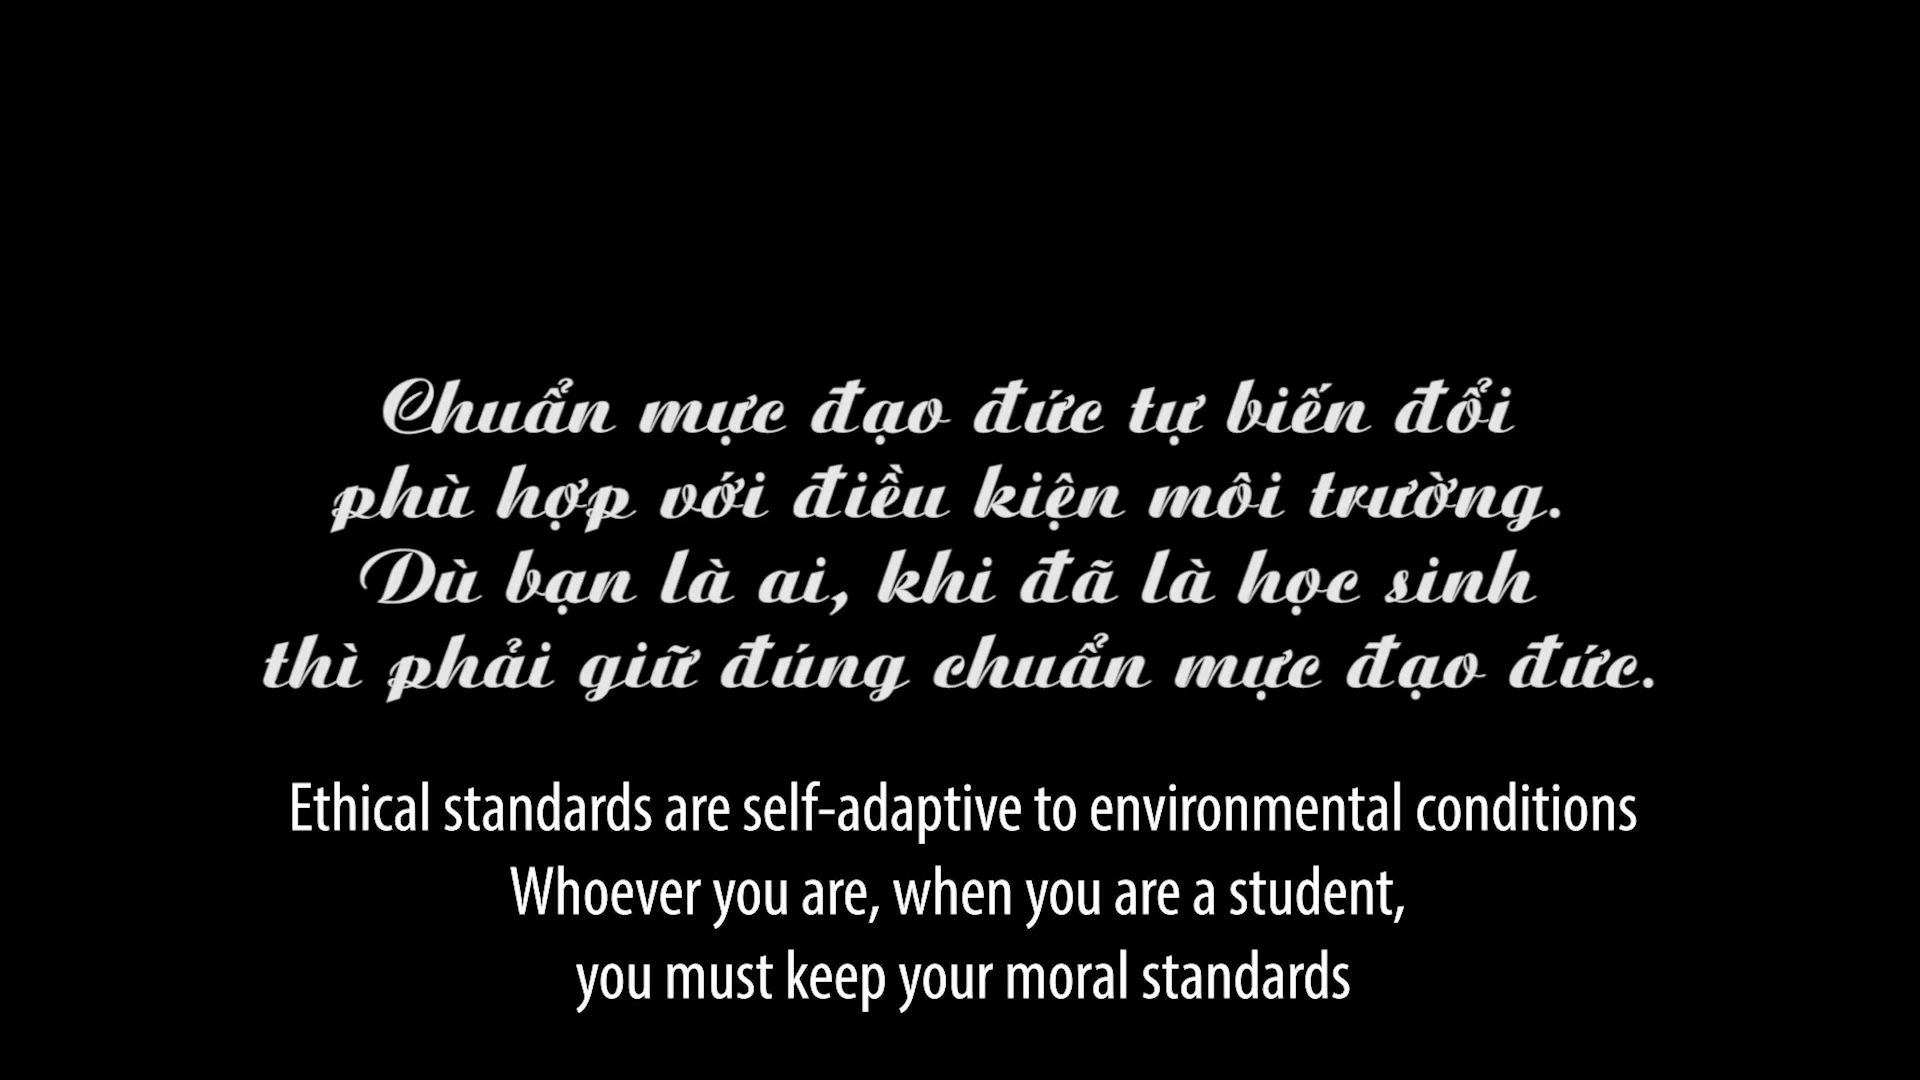 Chuẩn mực đạo đức tự biến đổi
phù hợp với điều kiện môi trường.
Dù bạn là ai, khi đã là học sinh
thì phải giữ đúng chuẩn mực đạo đức.
Ethical standards are self-adaptive to environmental conditions
Whoever you are, when you are a student,
you must keep your moral standards